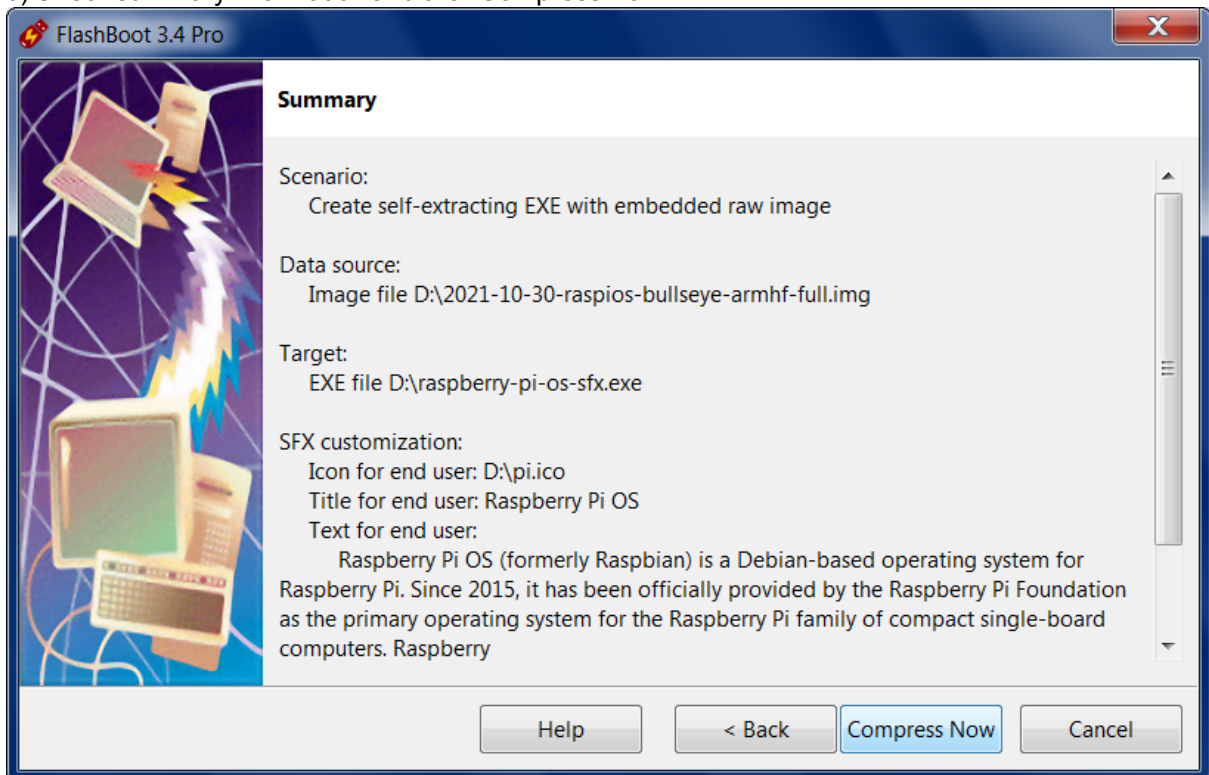 FlashBoot 3.4 Pro
Summary
Scenario:
Create self-extracting EXE with embedded raw image
Data source:
Image file D:\2021-10-30-raspios-bullseye-armhf-full.img
Target:
EXE file D:\raspberry-pi-os-sfx.exe
SFX customization:
Icon for end user: D:\pi.ico
Title for end user: Raspberry Pi OS
Text for end user:
Raspberry Pi OS (formerly Raspbian) is a Debian-based operating system for
Raspberry Pi. Since 2015, it has been officially provided by the Raspberry Pi Foundation
as the primary operating system for the Raspberry Pi family of compact single-board
computers. Raspberry
Help
< Back
Compress Now
Cancel